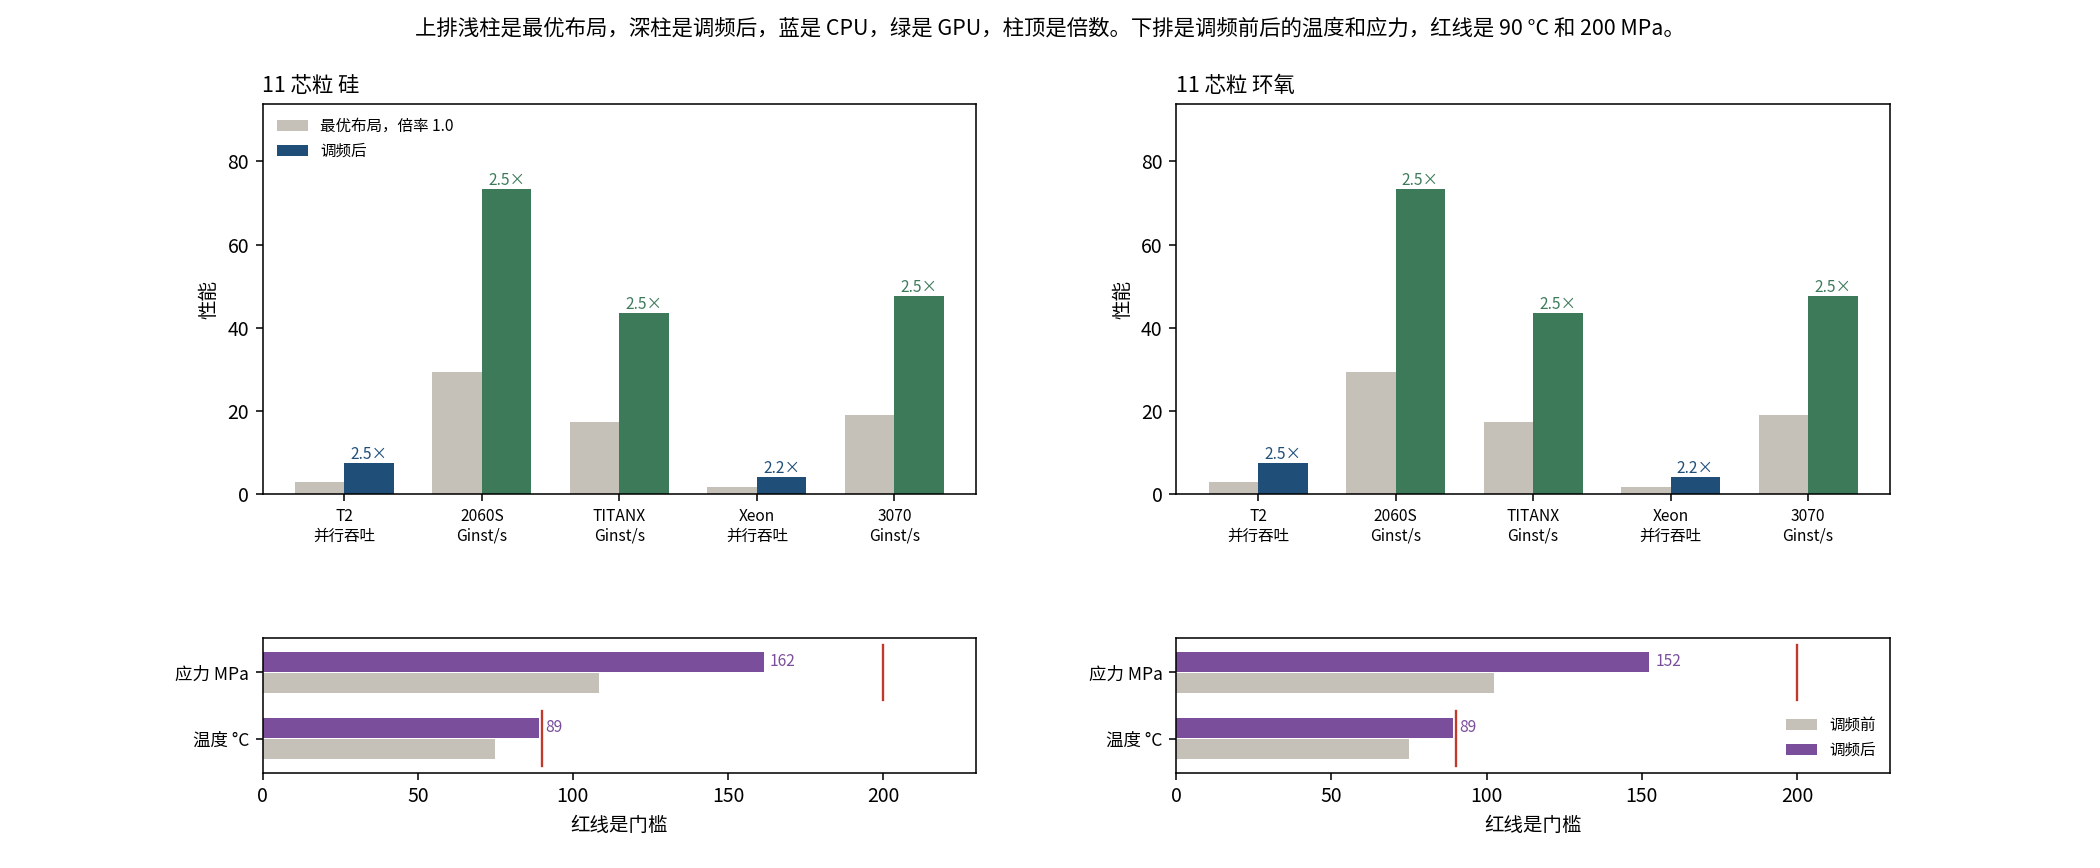 上排浅柱是最优布局，深柱是调频后，蓝是 CPU，绿是 GPU，柱顶是倍数。下排是调频前后的温度和应力，红线是 90 °C 和 200 MPa。
11 芯粒 硅
最优布局，倍率 1.0
调频后
性能
80
60
40
20
0
2.5×
2.5×
2.5×
2.2×
2.5×
T2
并行吞吐
2060S
Ginst/s
TITANX
Ginst/s
Xeon
并行吞吐
3070
Ginst/s
11 芯粒 环氧
性能
80
60
40
20
0
2.5×
2.5×
2.5×
2.2×
2.5×
T2
并行吞吐
2060S
Ginst/s
TITANX
Ginst/s
Xeon
并行吞吐
3070
Ginst/s
应力 MPa
162
温度 °C
89
0
50
100
150
200
红线是门槛
应力 MPa
152
温度 °C
89
调频前
调频后
0
50
100
150
200
红线是门槛